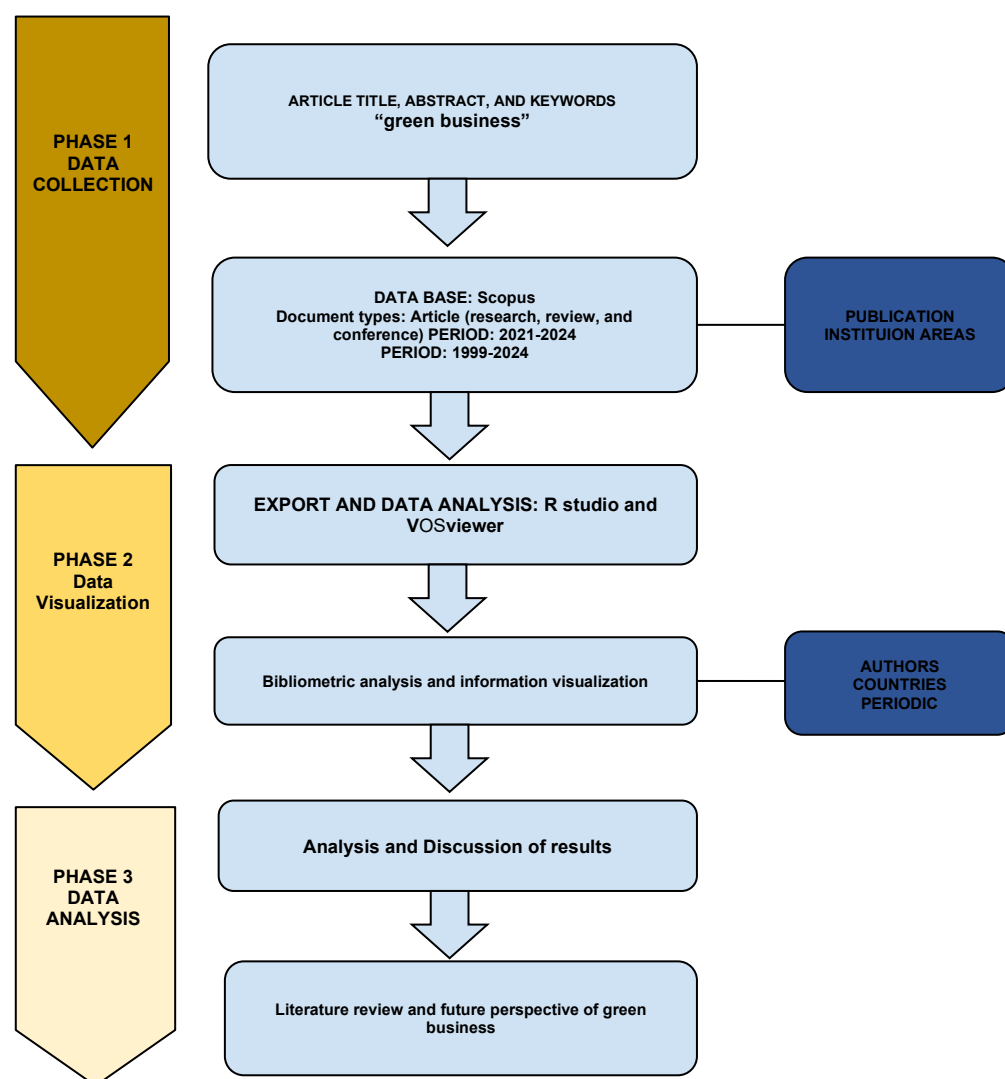 PHASE 1
DATA
COLLECTION
ARTICLE TITLE, ABSTRACT, AND KEYWORDS
“green business”
DATA BASE: Scopus
Document types: Article (research, review, and
conference) PERIOD: 2021-2024
PERIOD: 1999-2024
PUBLICATION
INSTITUION AREAS
PHASE 2
Data
Visualization
EXPORT AND DATA ANALYSIS: R studio and
VOSviewer
Bibliometric analysis and information visualization
AUTHORS
COUNTRIES
PERIODIC
PHASE 3
DATA
ANALYSIS
Analysis and Discussion of results
Literature review and future perspective of green
business